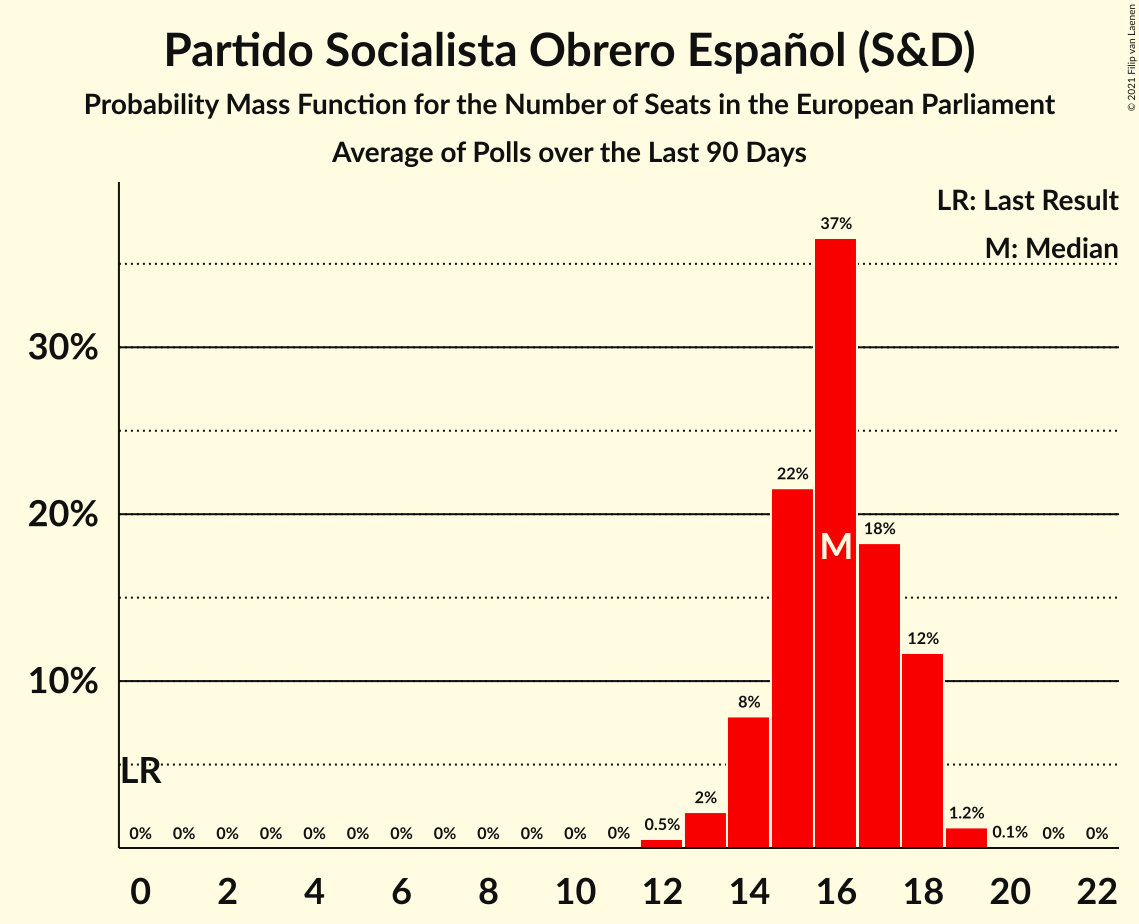 Partido Socialista Obrero Español (S&D)
Probability Mass Function for the Number of Seats in the European Parliament
Average of Polls over the Last 90 Days
© 2021 Filip van Laenen
LR: Last Result
M: Median
37%
30%
22%
20%
18%
M
12%
10%
8%
LR
2%
1.2%
0% 0% 0% 0% 0% 0% 0% 0% 0% 0% 0% 0% 0.5% 0.1% 0% 0%
0 2 4 6 8 10 12 14 16 18 20 22